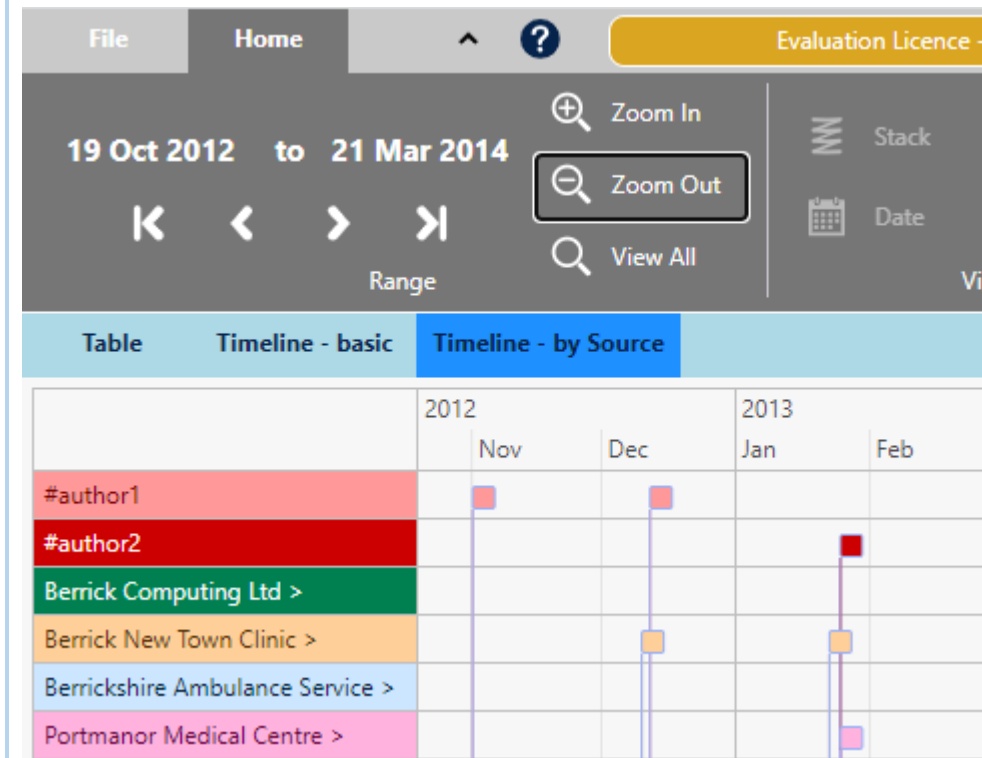 File Home ? Evaluation Licence -
19 Oct 2012 to 21 Mar 2014
Zoom In
Zoom Out
View All
Range
Stack
Date
Vi
Table Timeline - basic Timeline - by Source
2012 2013
Nov Dec Jan Feb
#author1
#author2
Berrick Computing Ltd >
Berrick New Town Clinic >
Berrickshire Ambulance Service >
Portmanor Medical Centre >